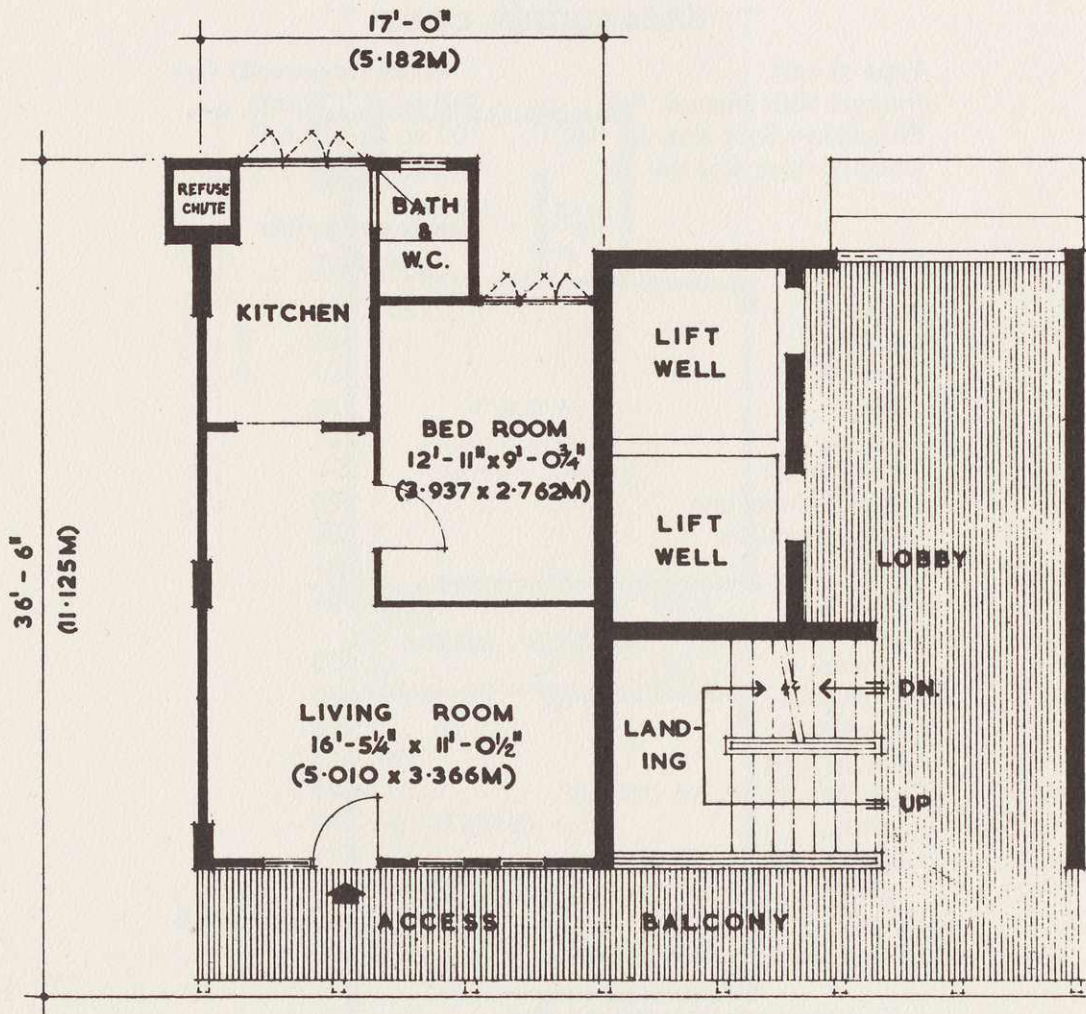 17'-0"
(5·182M)
REFUSE
CHUTE
BATH
&
W.C.
KITCHEN
LIFT
WELL
BED ROOM
12'-11" x 9'-0¾"
(3·937 x 2·762M)
LIFT
WELL
LOBBY
36'-6"
(11·125M)
LIVING ROOM
16'-5¼" x 11'-0½"
(5·010 x 3·366M)
LAND-
ING
DN.
UP
ACCESS BALCONY